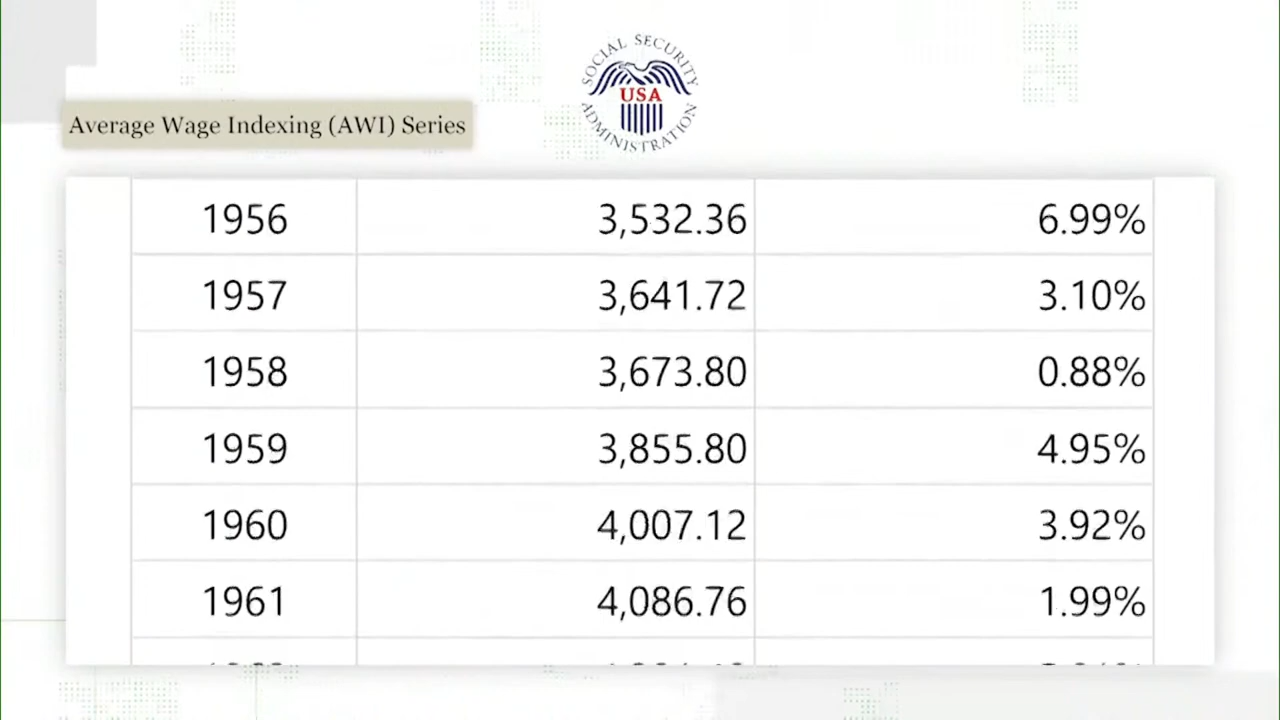 SOCIAL SECURITY
USA
ADMINISTRATION
Average Wage Indexing (AWI) Series
1956 3,532.36 6.99%
1957 3,641.72 3.10%
1958 3,673.80 0.88%
1959 3,855.80 4.95%
1960 4,007.12 3.92%
1961 4,086.76 1.99%